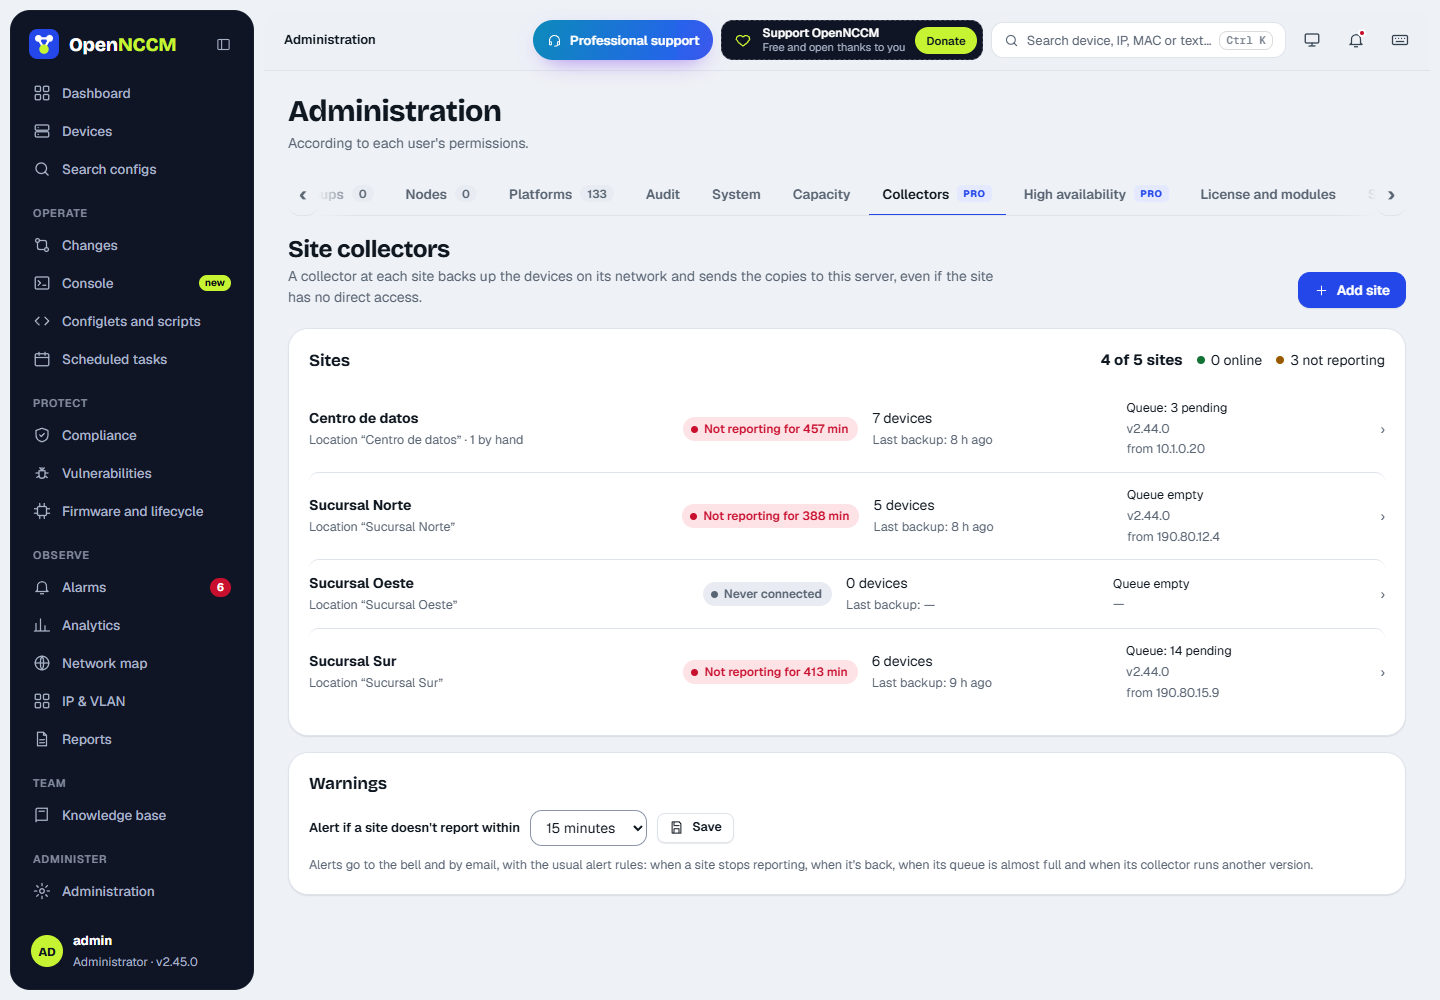 OpenNCCM
Dashboard
Devices
Search configs
OPERATE
Changes
Console new
Configlets and scripts
Scheduled tasks
PROTECT
Compliance
Vulnerabilities
Firmware and lifecycle
OBSERVE
Alarms 6
Analytics
Network map
IP & VLAN
Reports
TEAM
Knowledge base
ADMINISTER
Administration
AD
admin
Administrator · v2.45.0
Administration
Professional support
Support OpenNCCM
Free and open thanks to you
Donate
Search device, IP, MAC or text... Ctrl K
Administration
According to each user's permissions.
‹ ups 0 Nodes 0 Platforms 133 Audit System Capacity Collectors PRO High availability PRO License and modules S ›
Site collectors
A collector at each site backs up the devices on its network and sends the copies to this server, even if the site
has no direct access.
+ Add site
Sites
4 of 5 sites 0 online 3 not reporting
Centro de datos
Location “Centro de datos” · 1 by hand
Not reporting for 457 min
7 devices
Last backup: 8 h ago
Queue: 3 pending
v2.44.0
from 10.1.0.20
›
Sucursal Norte
Location “Sucursal Norte”
Not reporting for 388 min
5 devices
Last backup: 8 h ago
Queue empty
v2.44.0
from 190.80.12.4
›
Sucursal Oeste
Location “Sucursal Oeste”
Never connected
0 devices
Last backup: —
Queue empty
—
›
Sucursal Sur
Location “Sucursal Sur”
Not reporting for 413 min
6 devices
Last backup: 9 h ago
Queue: 14 pending
v2.44.0
from 190.80.15.9
›
Warnings
Alert if a site doesn't report within 15 minutes Save
Alerts go to the bell and by email, with the usual alert rules: when a site stops reporting, when it's back, when its queue is almost full and when its collector runs another version.